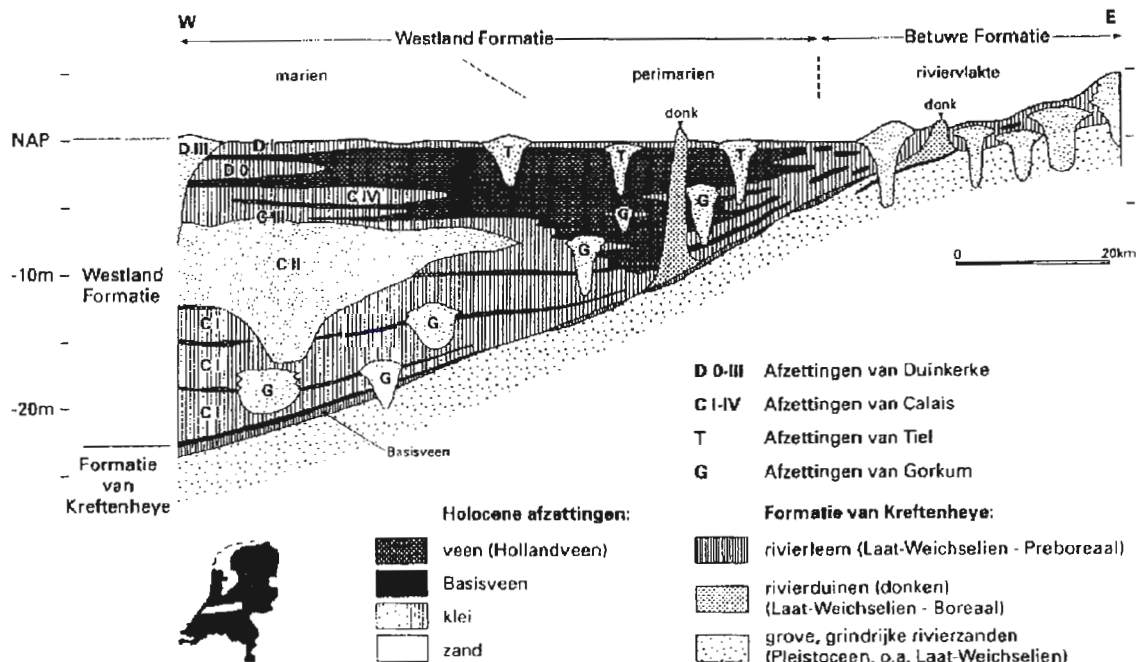 W
E
Westland Formatie
Betuwe Formatie
marien
perimarien
riviervlakte
donk
donk
NAP
D-III
D-I
T
T
T
D 0
C-IV
G
G
C-III
G
C II
-10m
Westland
Formatie
0
20km
C I
G
C I
G
G
C I
-20m
Basisveen
Formatie
van
Kreftenheye
D 0-III Afzettingen van Duinkerke
C I-IV Afzettingen van Calais
T Afzettingen van Tiel
G Afzettingen van Gorkum
Holocene afzettingen:
veen (Hollandveen)
Basisveen
klei
zand
Formatie van Kreftenheye:
rivierleem (Laat-Weichselien - Preboreaal)
rivierduinen (donken)
(Laat-Weichselien - Boreaal)
grove, grindrijke rivierzanden
(Pleistoceen, o.a. Laat-Weichselien)